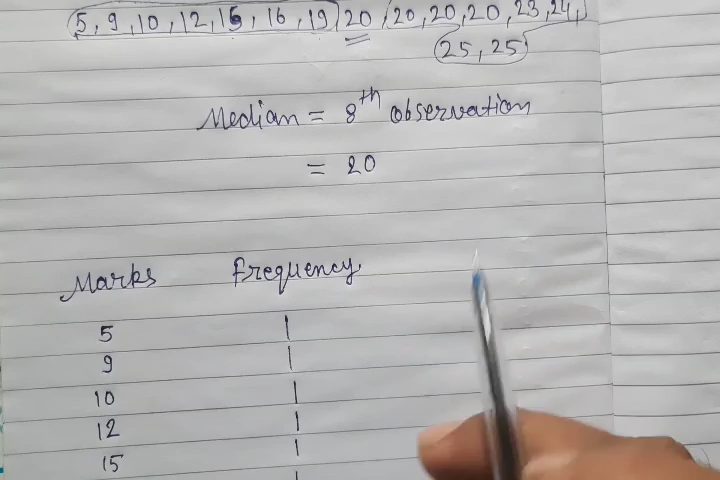 5, 9, 10, 12, 15, 16, 19, 20, 20, 20, 20, 23, 24,
25, 25
Median = 8th observation
= 20
Marks Frequency
5 1
9 1
10 1
12 1
15 1